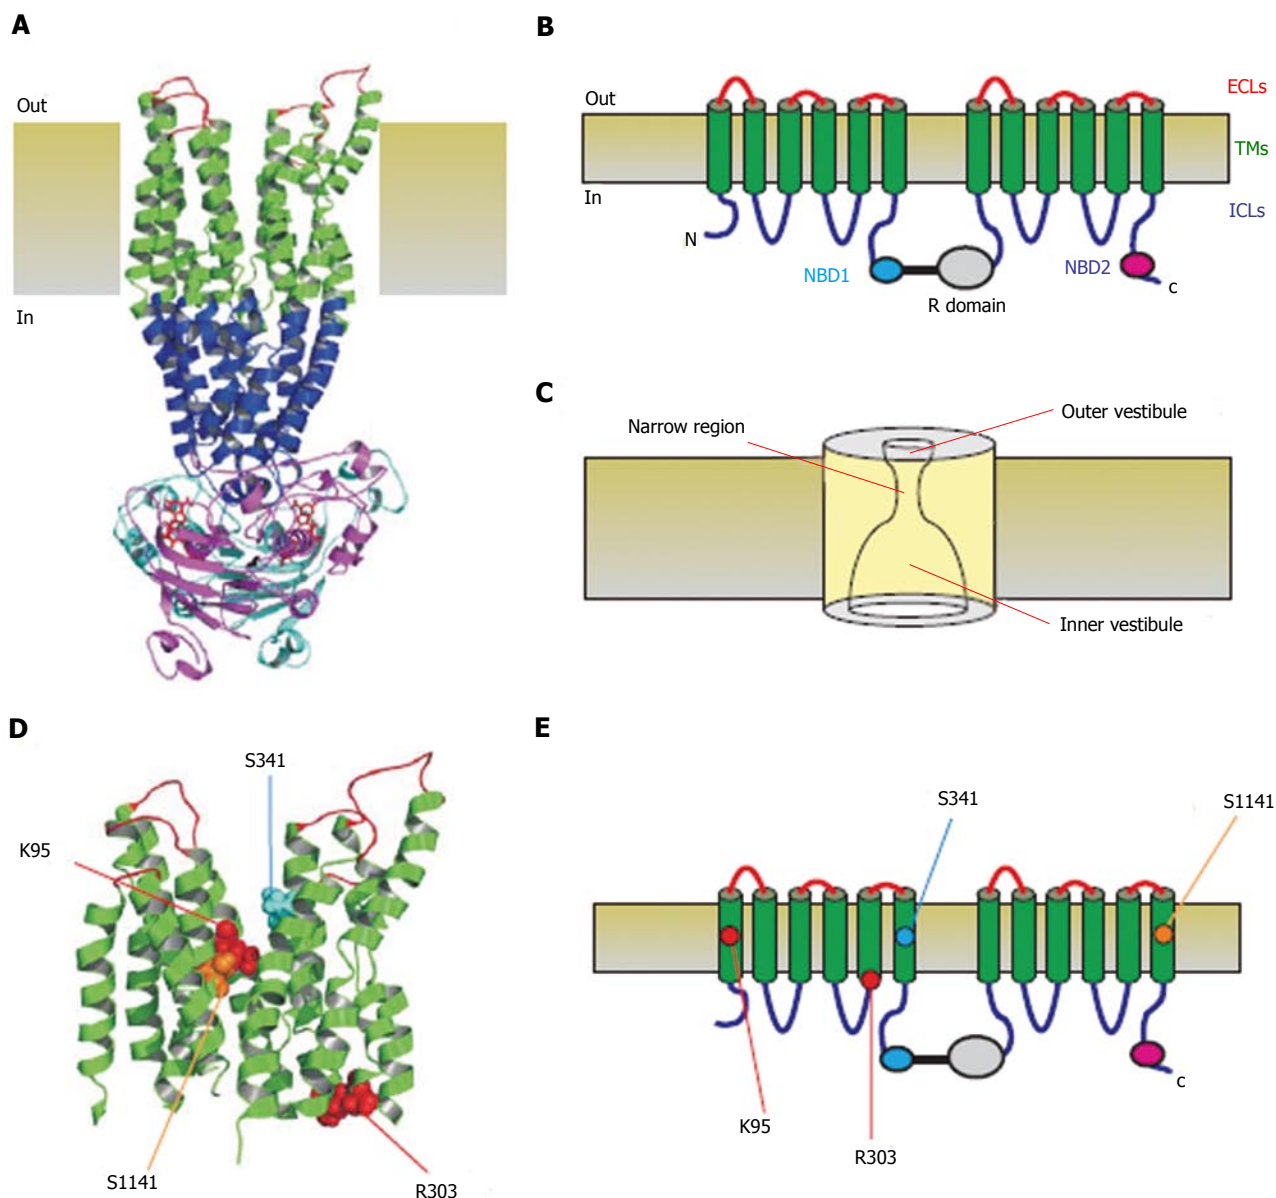 A
Out
In
B
Out
In
ECLs
TMs
ICLs
N
NBD1
R domain
NBD2
c
C
Narrow region
Outer vestibule
Inner vestibule
D
S341
K95
S1141
R303
E
S341
S1141
K95
R303
c